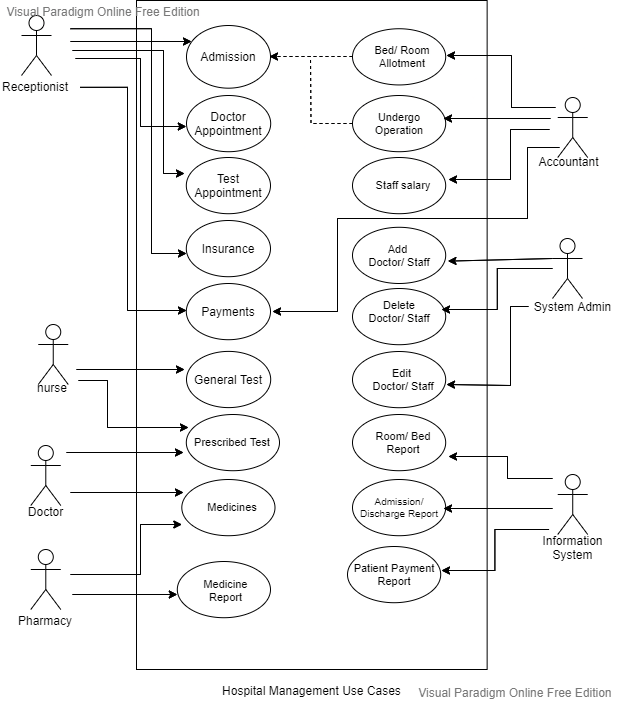 Visual Paradigm Online Free Edition
Receptionist
Admission
Bed/ Room
Allotment
Doctor
Appointment
Undergo
Operation
Accountant
Test
Appointment
Staff salary
Insurance
Add
Doctor/ Staff
System Admin
Payments
Delete
Doctor/ Staff
nurse
General Test
Edit
Doctor/ Staff
Prescribed Test
Room/ Bed
Report
Doctor
Medicines
Admission/
Discharge Report
Information
System
Pharmacy
Medicine
Report
Patient Payment
Report
Hospital Management Use Cases
Visual Paradigm Online Free Edition